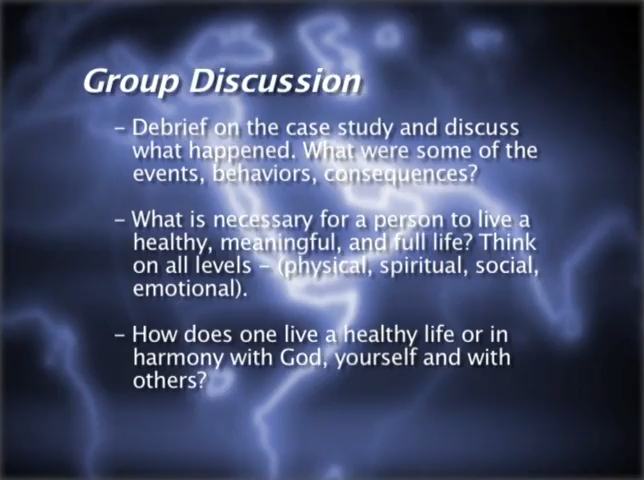 Group Discussion
– Debrief on the case study and discuss
what happened. What were some of the
events, behaviors, consequences?
– What is necessary for a person to live a
healthy, meaningful, and full life? Think
on all levels – (physical, spiritual, social,
emotional).
– How does one live a healthy life or in
harmony with God, yourself and with
others?